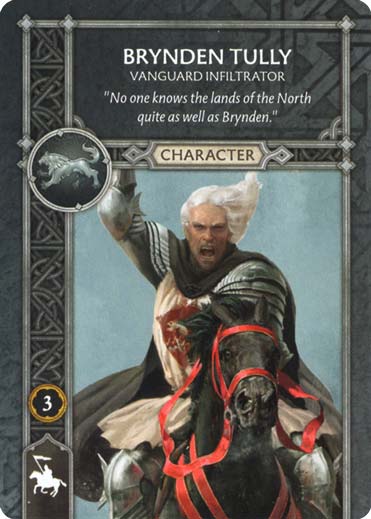 BRYNDEN TULLY
VANGUARD INFILTRATOR
"No one knows the lands of the North
quite as well as Brynden."
CHARACTER
3